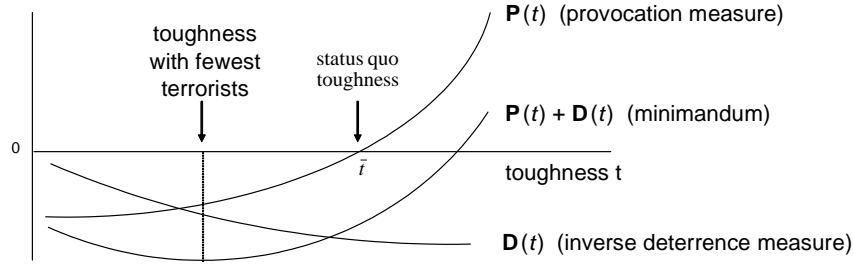 P(t) (provocation measure)
toughness
with fewest
terrorists
status quo
toughness
P(t) + D(t) (minimandum)
0
t̄
toughness t
D(t) (inverse deterrence measure)